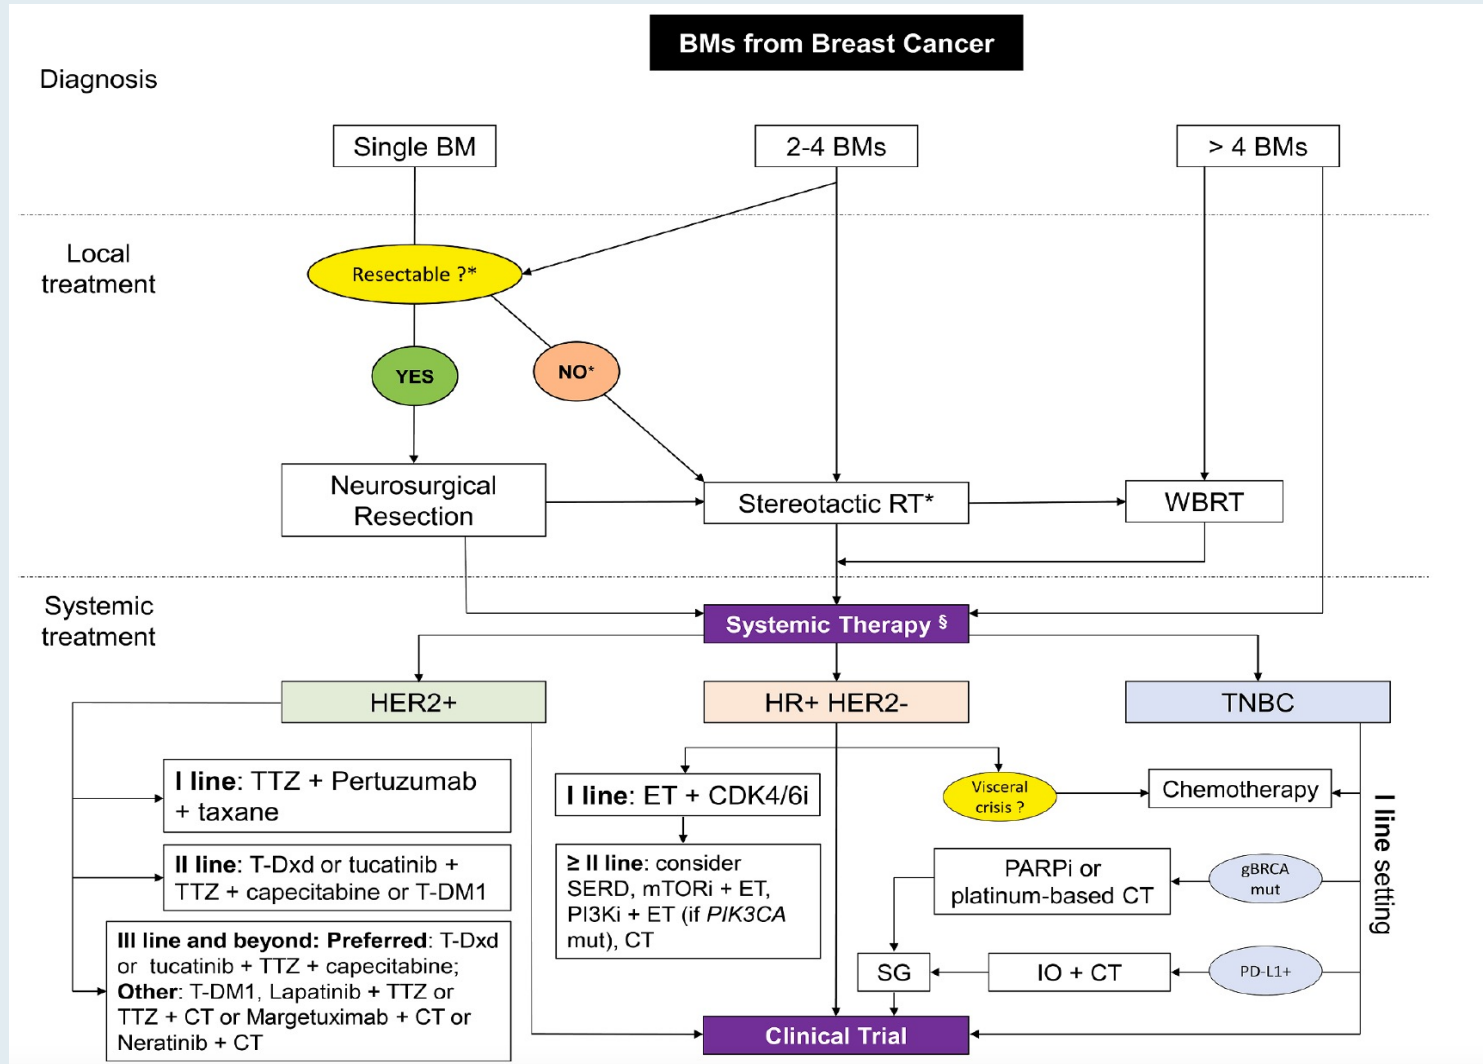 BMs from Breast Cancer
Diagnosis
Single BM
2-4 BMs
> 4 BMs
Local
treatment
Resectable ?*
YES
NO*
Neurosurgical
Resection
Stereotactic RT*
WBRT
Systemic
treatment
Systemic Therapy §
HER2+
HR+ HER2-
TNBC
I line: TTZ + Pertuzumab
+ taxane
II line: T-Dxd or tucatinib +
TTZ + capecitabine or T-DM1
III line and beyond: Preferred: T-Dxd
or tucatinib + TTZ + capecitabine;
Other: T-DM1, Lapatinib + TTZ or
TTZ + CT or Margetuximab + CT or
Neratinib + CT
I line: ET + CDK4/6i
≥ II line: consider
SERD, mTORi + ET,
PI3Ki + ET (if PIK3CA
mut), CT
Visceral
crisis ?
Chemotherapy
PARPi or
platinum-based CT
gBRCA
mut
SG
IO + CT
PD-L1+
I line setting
Clinical Trial